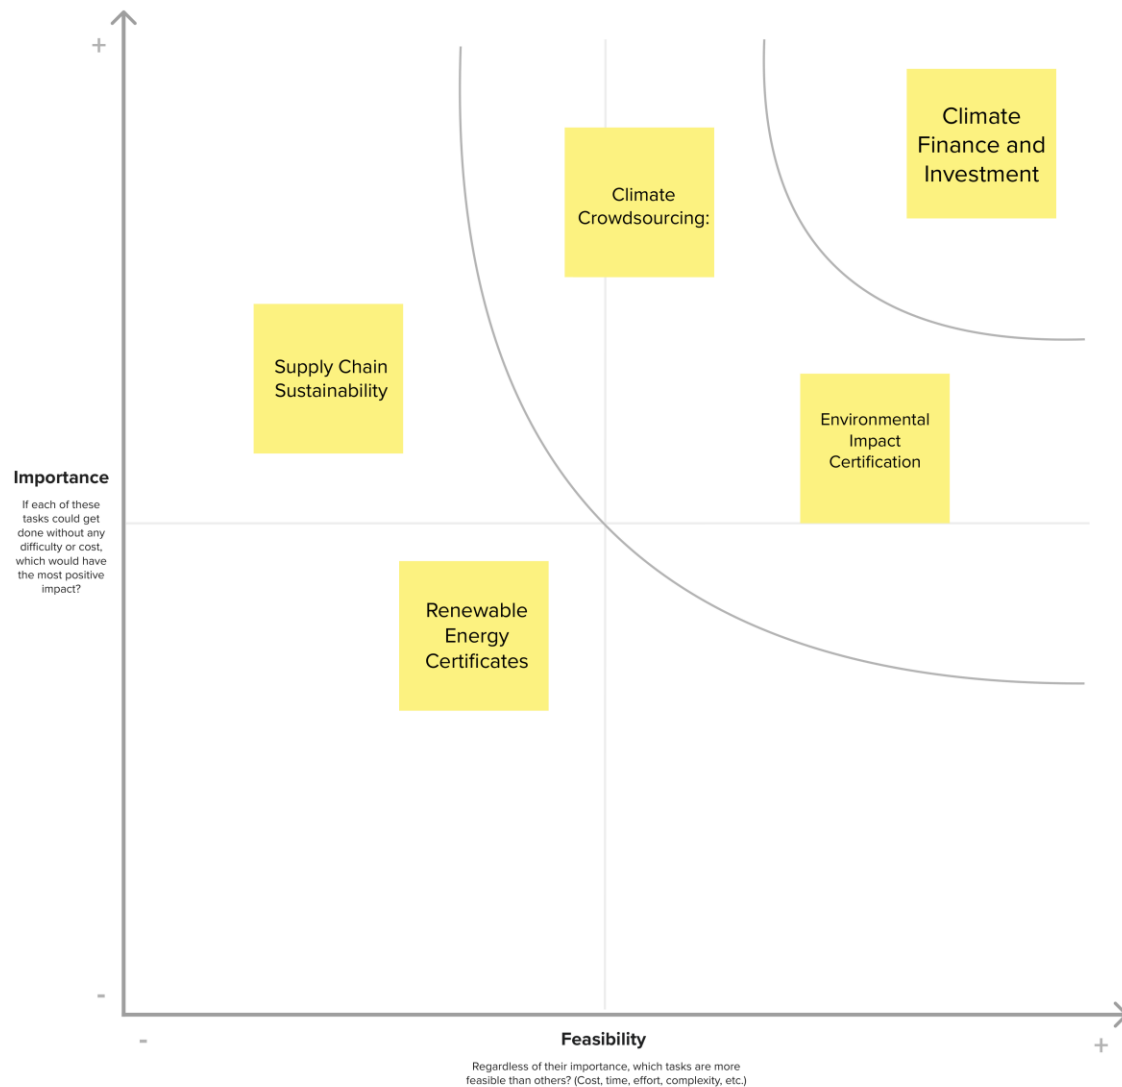 +
Climate
Finance and
Investment
Climate
Crowdsourcing:
Supply Chain
Sustainability
Environmental
Impact
Certification
Importance
If each of these
tasks could get
done without any
difficulty or cost,
which would have
the most positive
impact?
Renewable
Energy
Certificates
-
-
Feasibility
+
Regardless of their importance, which tasks are more
feasible than others? (Cost, time, effort, complexity, etc.)